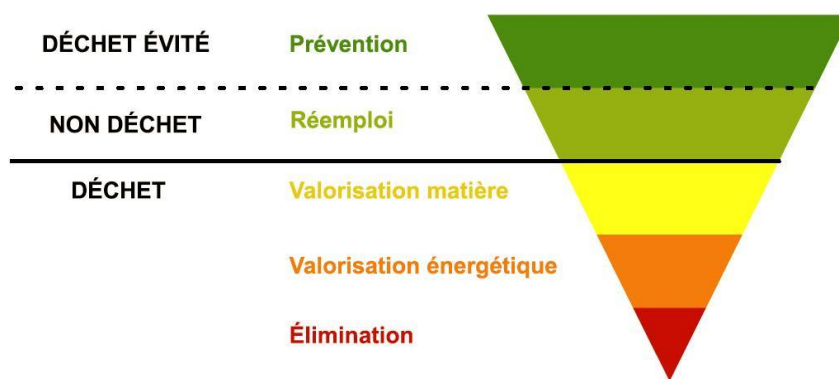 DÉCHET ÉVITÉ Prévention
NON DÉCHET Réemploi
DÉCHET Valorisation matière
Valorisation énergétique
Élimination